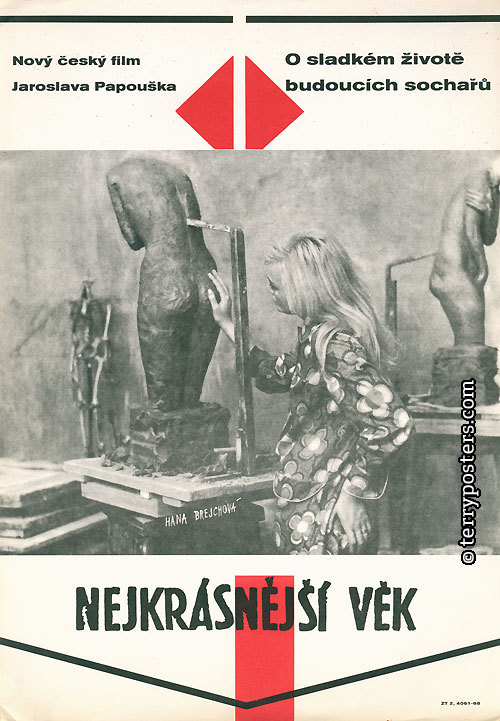 Nový český film
Jaroslava Papouška
O sladkém životě
budoucích sochařů
HANA BREJCHOVÁ
© terryposters.com
NEJKRÁSNĚJŠÍ VĚK
ZT 2, 4061-68